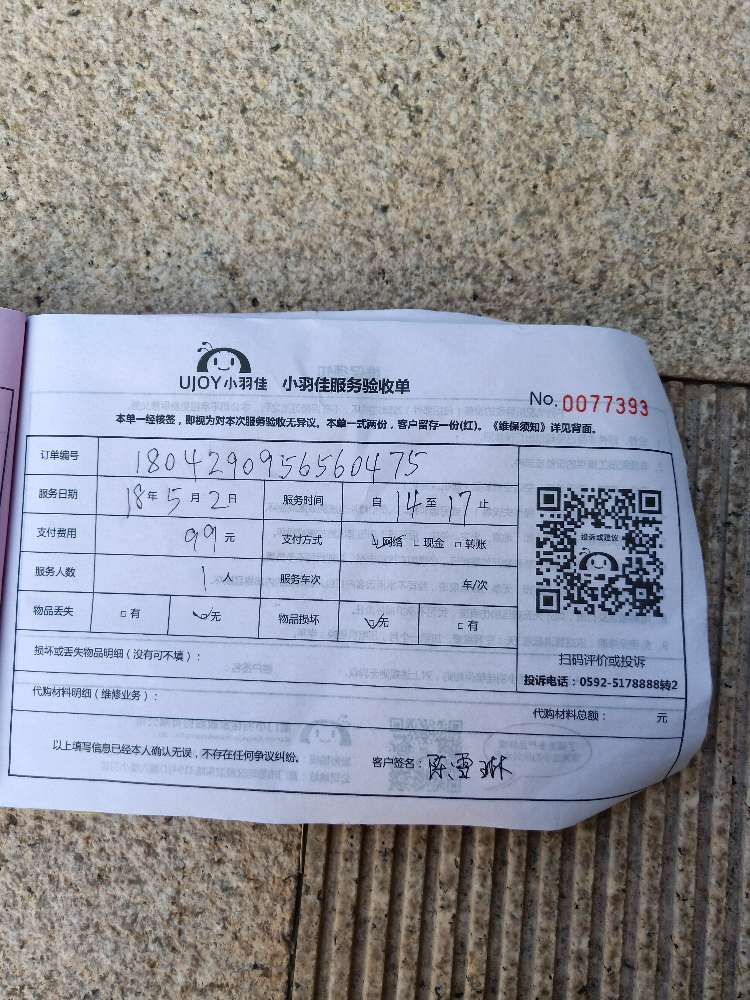 UJOY小羽佳 小羽佳服务验收单
No. 0077393
本单一经核签，即视为对本次服务验收无异议。本单一式两份，客户留存一份(红)。《维保须知》详见背面。
订单编号 1804290956560475
服务日期 18年5月2日 服务时间 自14至17止
支付费用 99元 支付方式 ☑网络 □现金 □转账
服务人数 1人 服务车次 车/次
物品丢失 □有 ☑无 物品损坏 ☑无 □有
投诉或建议
扫码评价或投诉
投诉电话：0592-5178888转2
损坏或丢失物品明细（没有可不填）：
代购材料明细（维修业务）： 代购材料总额： 元
以上填写信息已经本人确认无误，不存在任何争议纠纷。 客户签名：陈雪琳